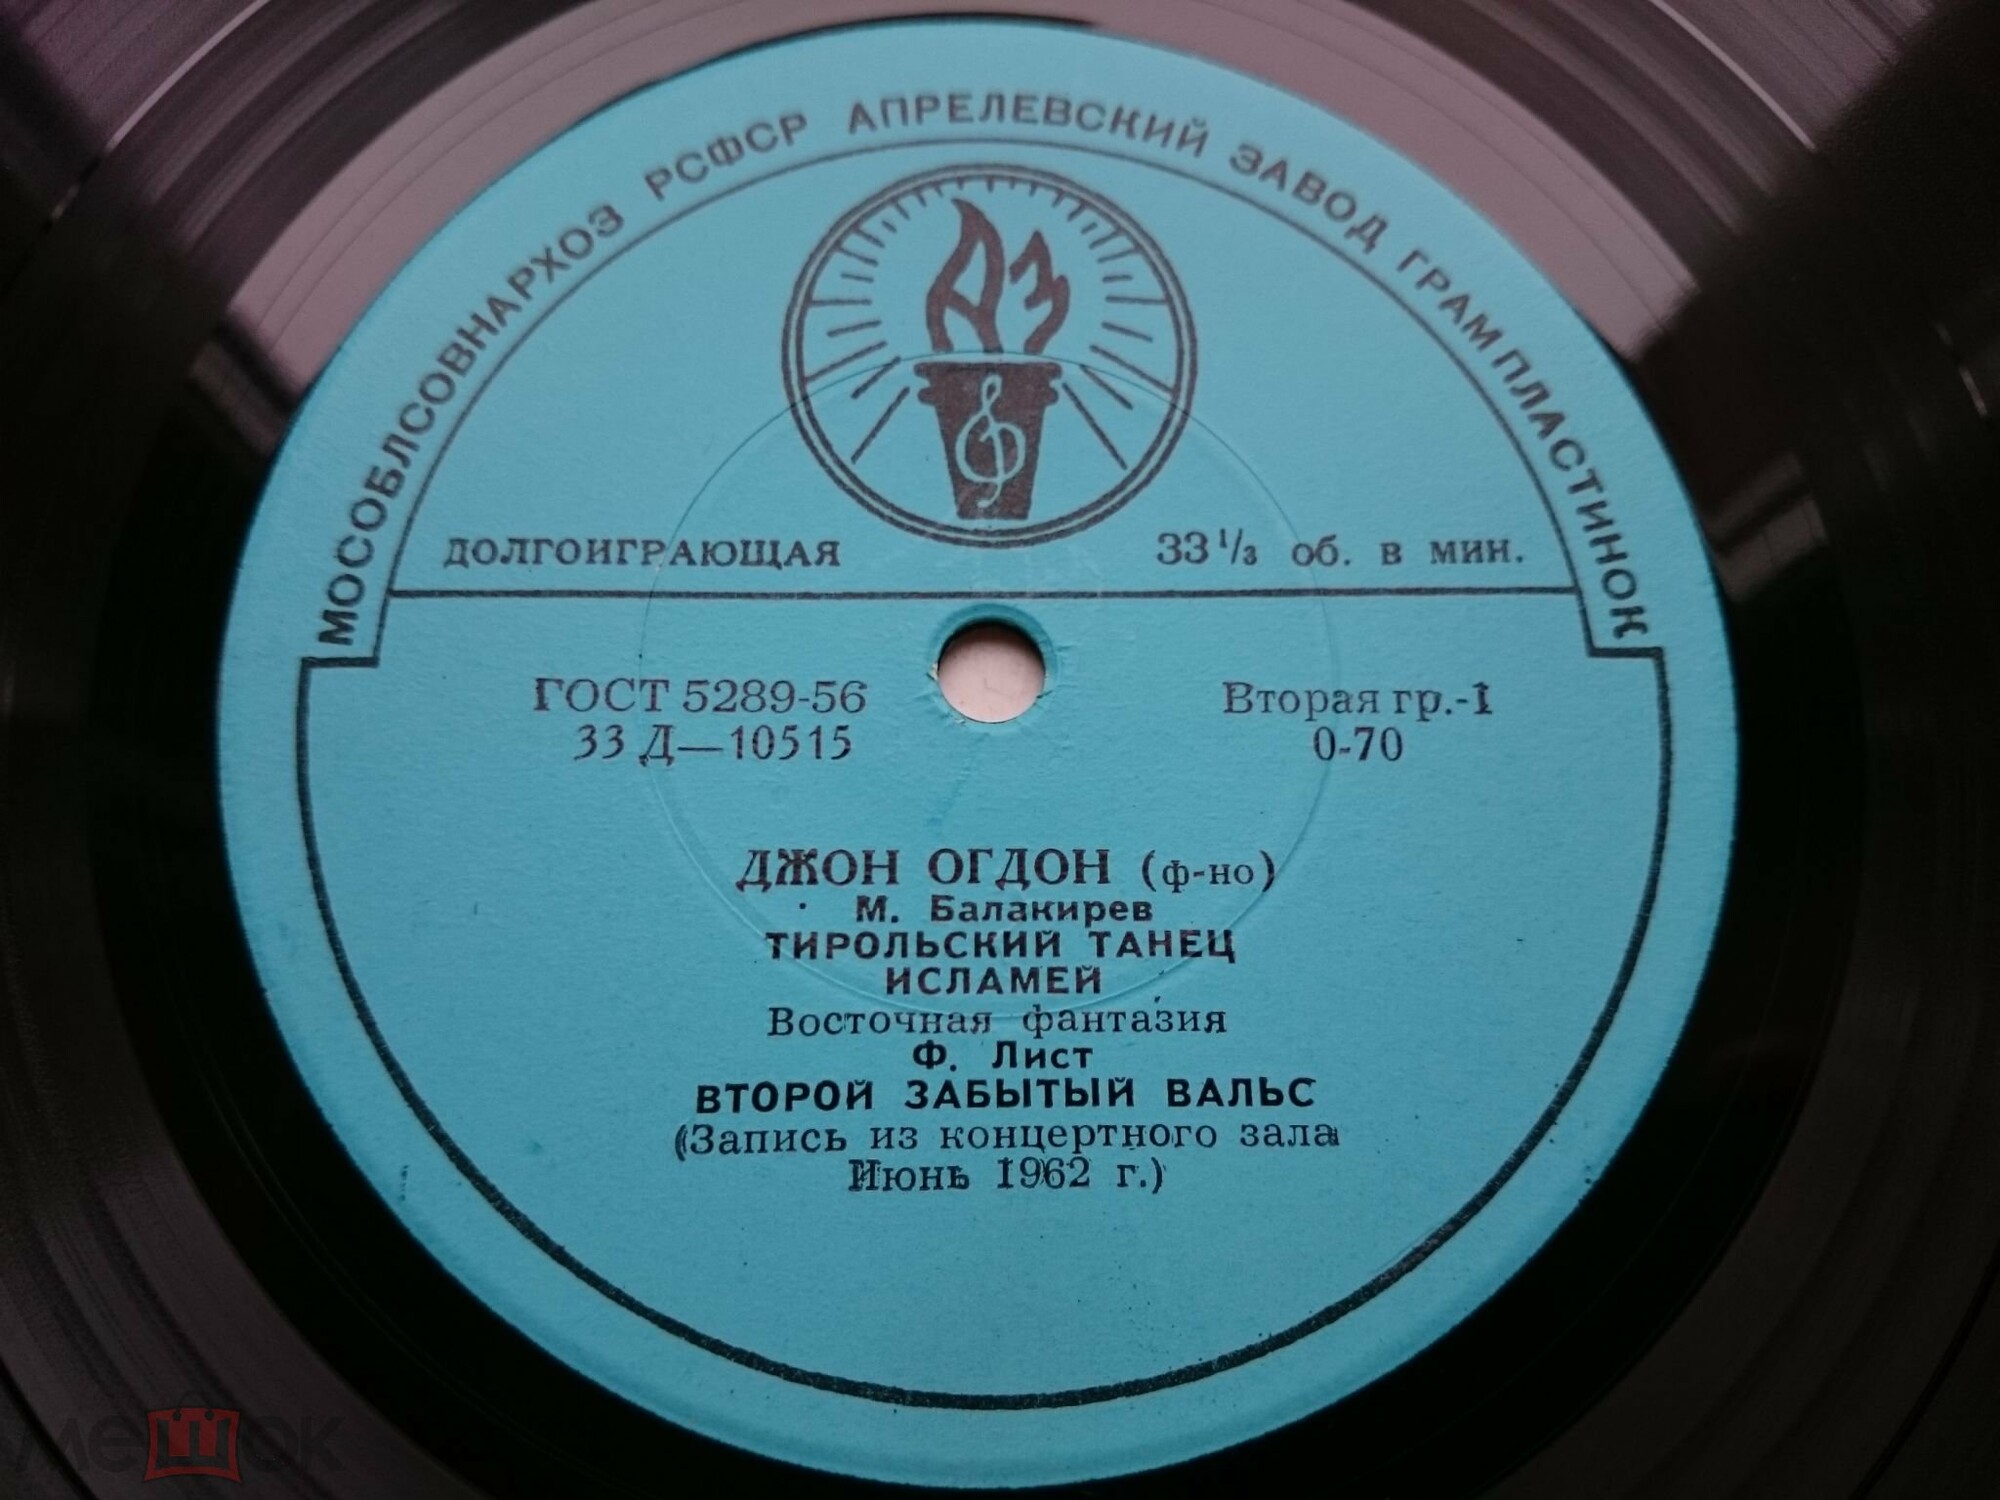 МОСОБЛСОВНАРХОЗ РСФСР АПРЕЛЕВСКИЙ ЗАВОД ГРАМПЛАСТИНОК
АЗ
ДОЛГОИГРАЮЩАЯ 33 1/3 об. в мин.
ГОСТ 5289-56 Вторая гр.-1
33 Д—10515 0-70
ДЖОН ОГДОН (ф-но)
М. Балакирев
ТИРОЛЬСКИЙ ТАНЕЦ
ИСЛАМЕЙ
Восточная фантазия
Ф. Лист
ВТОРОЙ ЗАБЫТЫЙ ВАЛЬС
(Запись из концертного зала
Июнь 1962 г.)
мешок